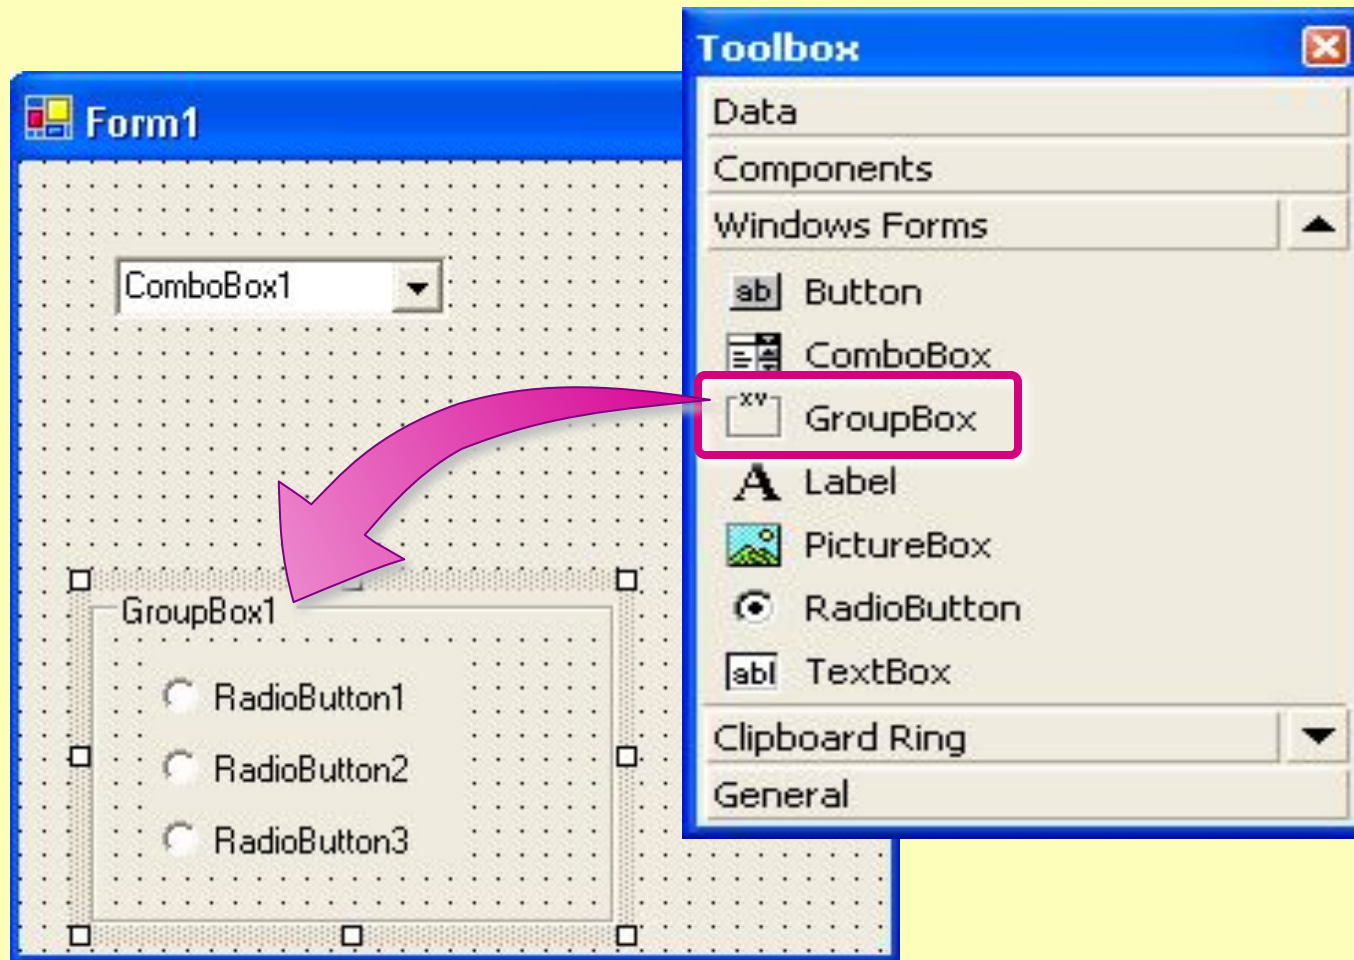 Form1
ComboBox1
GroupBox1
RadioButton1
RadioButton2
RadioButton3
Toolbox
Data
Components
Windows Forms
ab Button
ComboBox
XY GroupBox
A Label
PictureBox
RadioButton
abl TextBox
Clipboard Ring
General